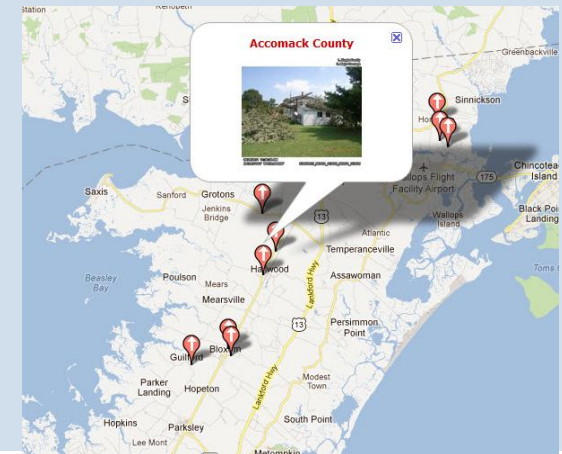 Station
Greenbackville
Accomack County
Sinnickson
Chincoteague
Island
175
Wallops Flight
Facility Airport
Saxis
Sanford
Grotons
Jenkins
Bridge
13
Wallops
Island
Black Point
Landing
Atlantic
Temperanceville
Hallwood
Assawoman
Beasley
Bay
Poulson
Mears
Mearsville
Lankford Hwy
13
Persimmon
Point
Guilford
Bloxom
Parker
Landing
Hopeton
Modest
Town
Lankford Hwy
Hopkins
Parksley
South Point
Lee Mont
Metompkin